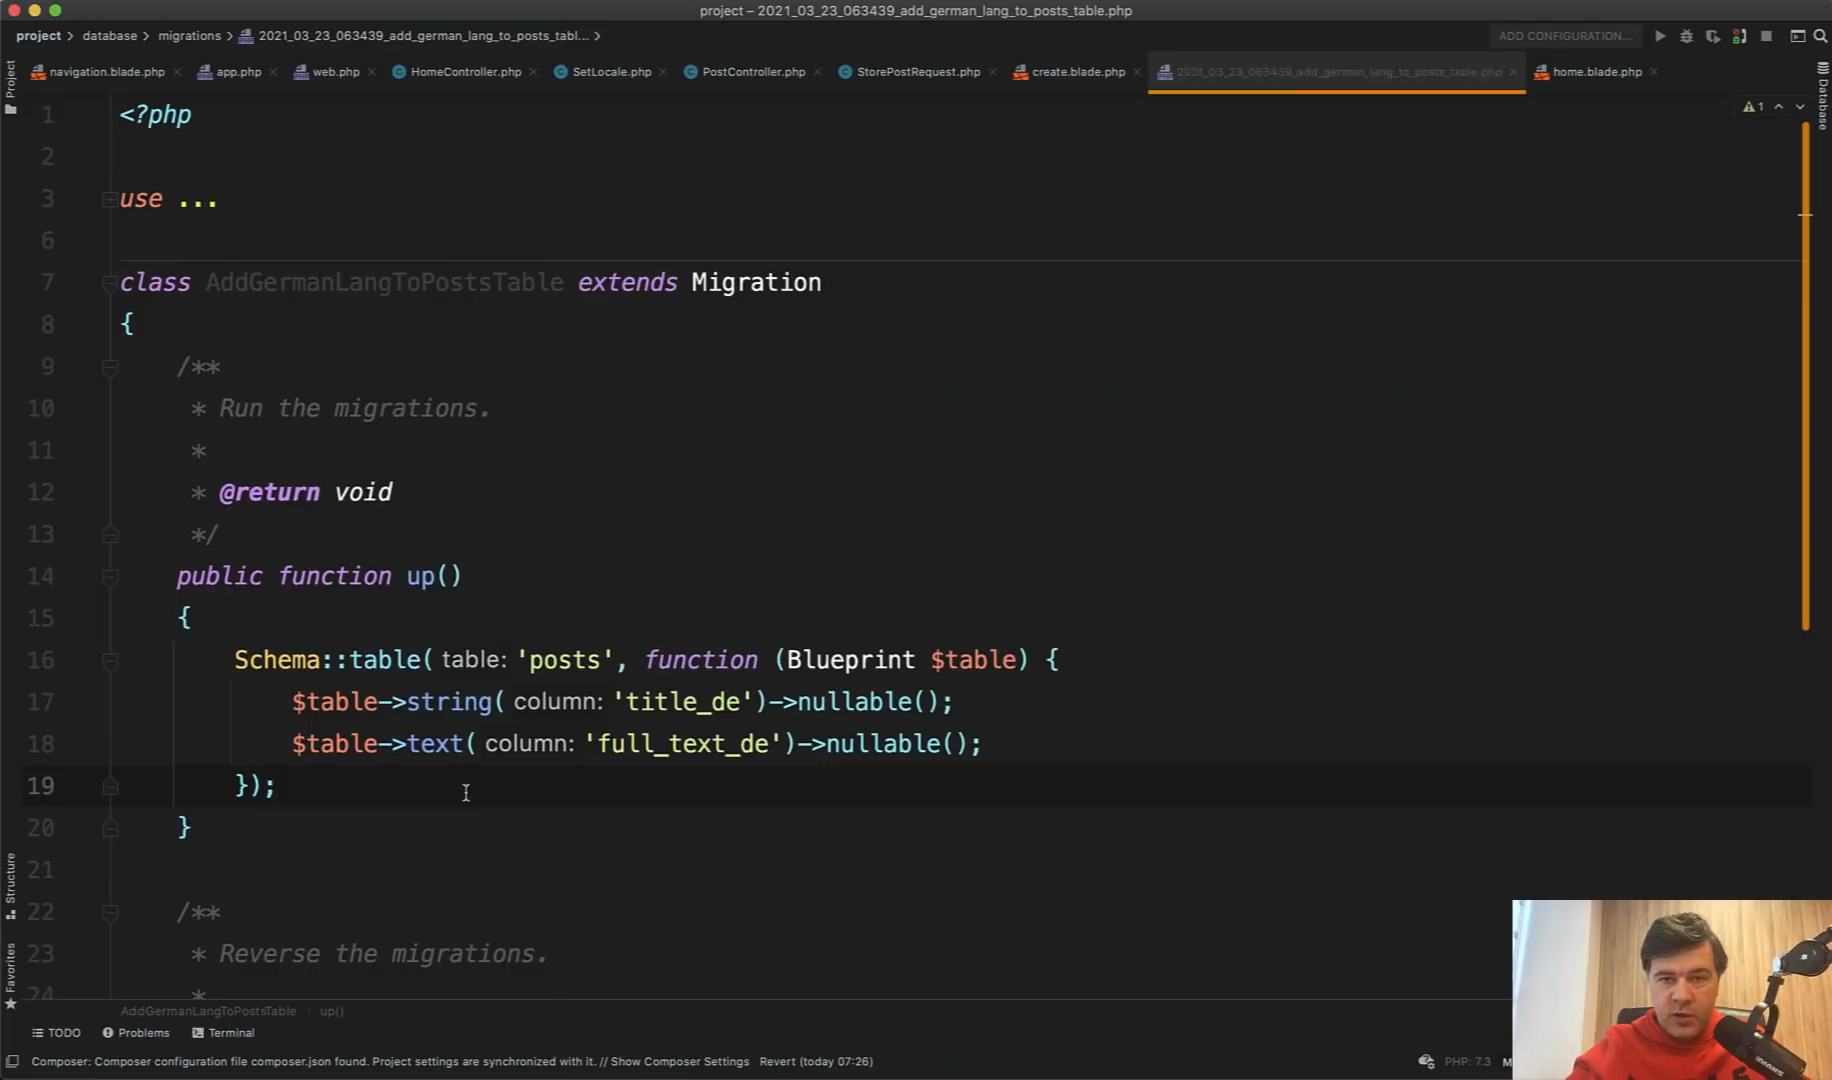 project – 2021_03_23_063439_add_german_lang_to_posts_table.php
project database migrations 2021_03_23_063439_add_german_lang_to_posts_tabl...
ADD CONFIGURATION...
navigation.blade.php app.php web.php HomeController.php SetLocale.php PostController.php StorePostRequest.php create.blade.php 2021_03_23_063439_add_german_lang_to_posts_table.php home.blade.php
Project
Database
1
1 <?php
2
3 use ...
6
7 class AddGermanLangToPostsTable extends Migration
8 {
9 /**
10 * Run the migrations.
11 *
12 * @return void
13 */
14 public function up()
15 {
16 Schema::table( table: 'posts', function (Blueprint $table) {
17 $table->string( column: 'title_de')->nullable();
18 $table->text( column: 'full_text_de')->nullable();
19 });
20 }
21
22 /**
23 * Reverse the migrations.
24 *
Structure
Favorites
AddGermanLangToPostsTable › up()
TODO Problems Terminal
Composer: Composer configuration file composer.json found. Project settings are synchronized with it. // Show Composer Settings Revert (today 07:26)
PHP: 7.3